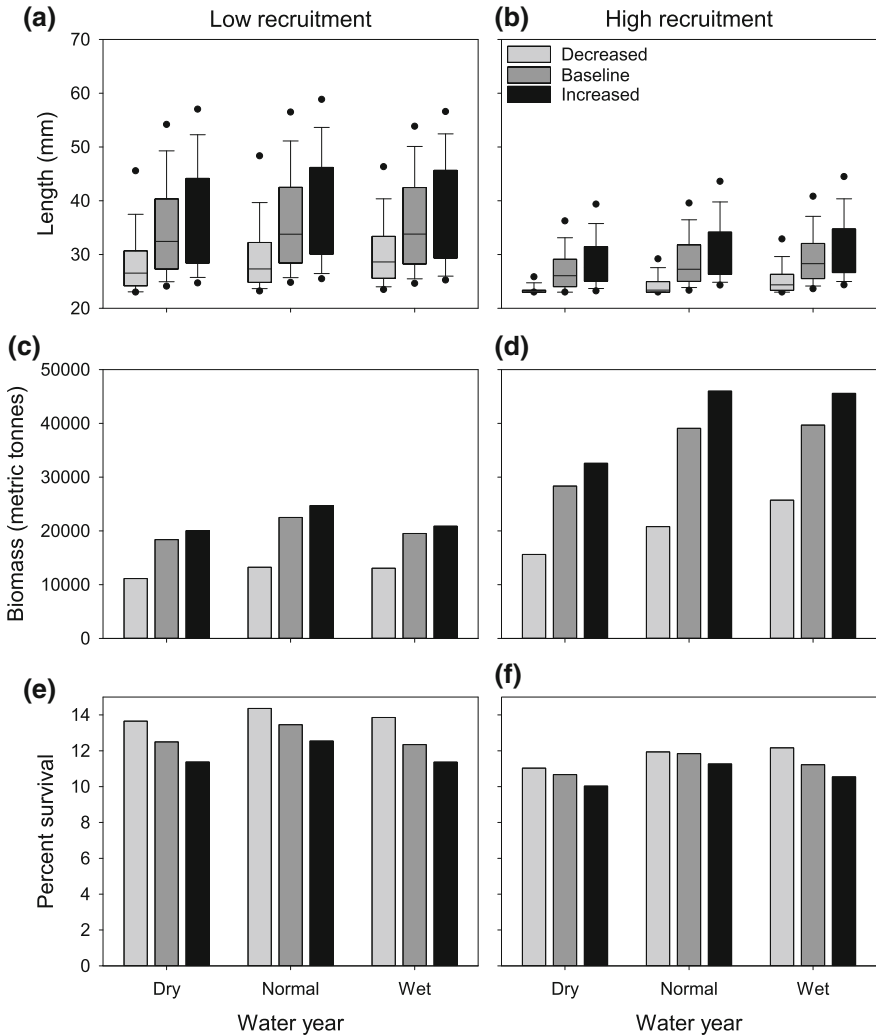 (a) Low recruitment
(b) High recruitment
70
60
50
40
30
20
Length (mm)
Decreased
Baseline
Increased
(c)
(d)
50000
40000
30000
20000
10000
0
Biomass (metric tonnes)
(e)
(f)
14
12
10
8
6
4
2
0
Percent survival
Dry Normal Wet
Dry Normal Wet
Water year
Water year